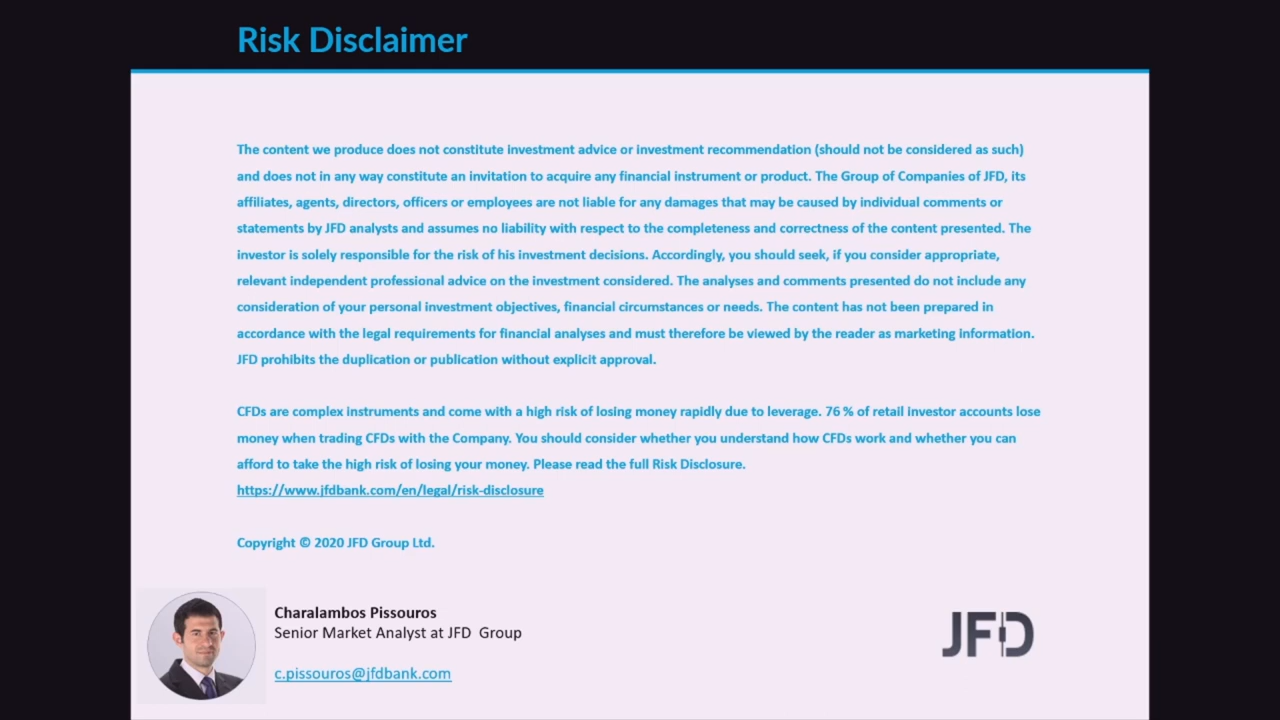 Risk Disclaimer
The content we produce does not constitute investment advice or investment recommendation (should not be considered as such)
and does not in any way constitute an invitation to acquire any financial instrument or product. The Group of Companies of JFD, its
affiliates, agents, directors, officers or employees are not liable for any damages that may be caused by individual comments or
statements by JFD analysts and assumes no liability with respect to the completeness and correctness of the content presented. The
investor is solely responsible for the risk of his investment decisions. Accordingly, you should seek, if you consider appropriate,
relevant independent professional advice on the investment considered. The analyses and comments presented do not include any
consideration of your personal investment objectives, financial circumstances or needs. The content has not been prepared in
accordance with the legal requirements for financial analyses and must therefore be viewed by the reader as marketing information.
JFD prohibits the duplication or publication without explicit approval.
CFDs are complex instruments and come with a high risk of losing money rapidly due to leverage. 76 % of retail investor accounts lose
money when trading CFDs with the Company. You should consider whether you understand how CFDs work and whether you can
afford to take the high risk of losing your money. Please read the full Risk Disclosure.
https://www.jfdbank.com/en/legal/risk-disclosure
Copyright © 2020 JFD Group Ltd.
Charalambos Pissouros
Senior Market Analyst at JFD  Group
c.pissouros@jfdbank.com
JFD